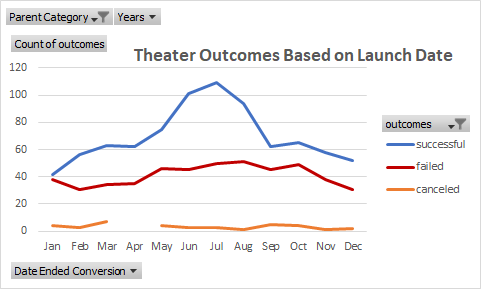 Parent Category Years
Count of outcomes
Theater Outcomes Based on Launch Date
120
100
80
60
40
20
0
Jan Feb Mar Apr May Jun Jul Aug Sep Oct Nov Dec
outcomes
successful
failed
canceled
Date Ended Conversion